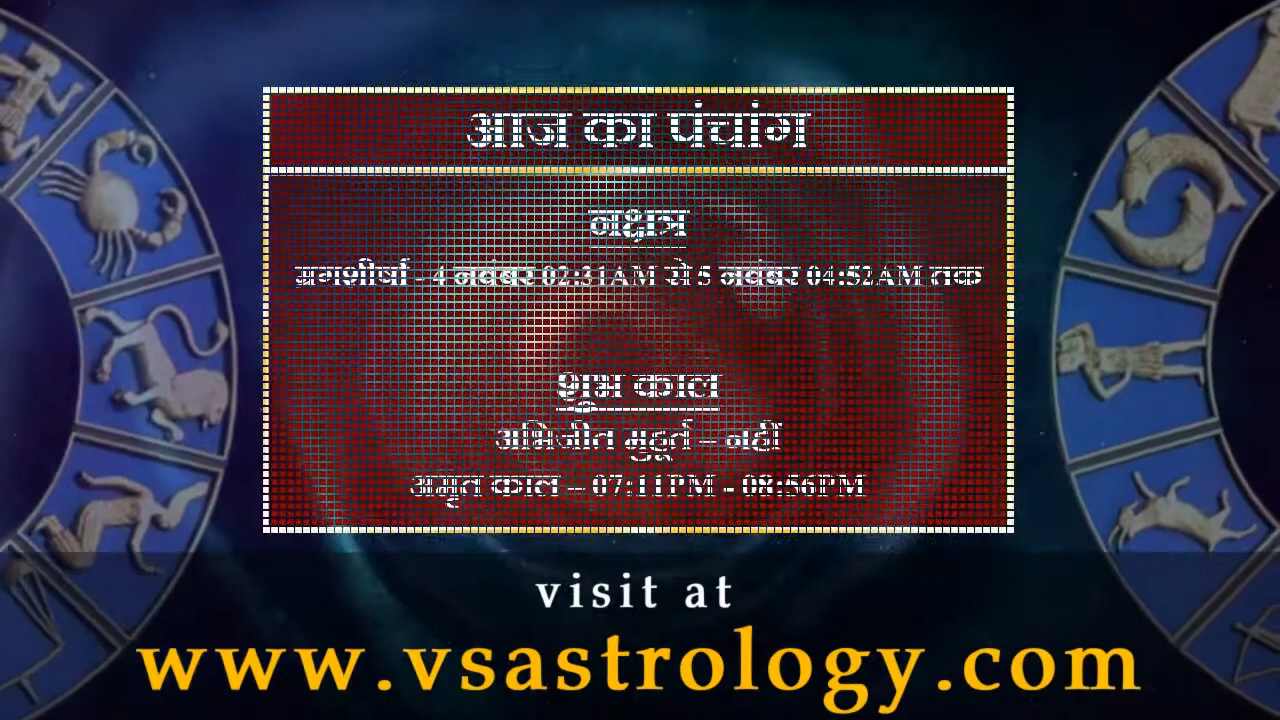 आज का पंचांग
नक्षत्र
मृगशीर्षा - 4 नवंबर 02:31AM से 5 नवंबर 04:52AM तक
शुभ काल
अभिजीत मुहूर्त – नहीं
अमृत काल – 07:11PM - 08:56PM
visit at
www.vsastrology.com